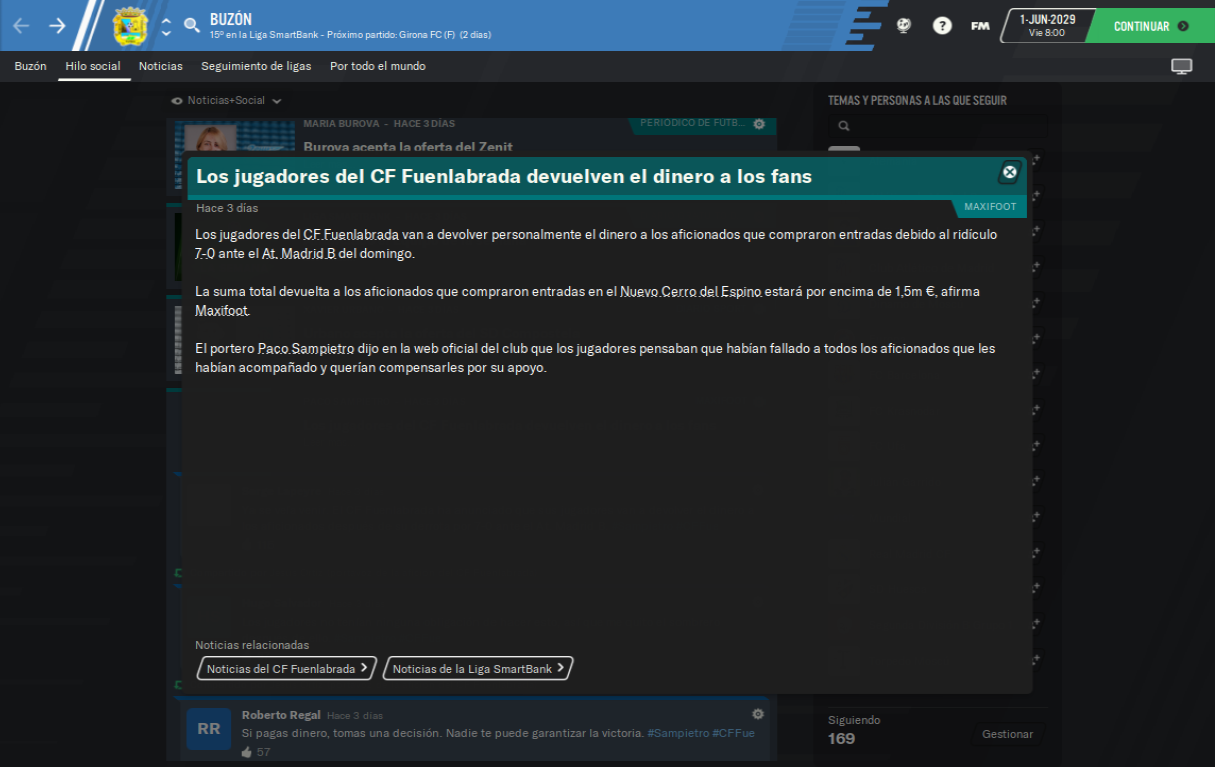 BUZÓN
15º en la Liga SmartBank - Próximo partido: Girona FC (F) (2 días)
?
FM
1-JUN-2029
Vie 8:00
CONTINUAR
Buzón
Hilo social
Noticias
Seguimiento de ligas
Por todo el mundo
Noticias+Social
TEMAS Y PERSONAS A LAS QUE SEGUIR
MARIA BUROVA - HACE 3 DÍAS
PERIÓDICO DE FÚTB...
Burova acepta la oferta del Zenit
Los jugadores del CF Fuenlabrada devuelven el dinero a los fans
Hace 3 días
MAXIFOOT
Los jugadores del CF Fuenlabrada van a devolver personalmente el dinero a los aficionados que compraron entradas debido al ridículo
7-0 ante el At. Madrid B del domingo.
La suma total devuelta a los aficionados que compraron entradas en el Nuevo Cerro del Espino estará por encima de 1,5m €, afirma
Maxifoot.
El portero Paco Sampietro dijo en la web oficial del club que los jugadores pensaban que habían fallado a todos los aficionados que les
habían acompañado y querían compensarles por su apoyo.
Noticias relacionadas
Noticias del CF Fuenlabrada
Noticias de la Liga SmartBank
RR
Roberto Regal Hace 3 días
Si pagas dinero, tomas una decisión. Nadie te puede garantizar la victoria. #Sampietro #CFFue
57
Siguiendo
169
Gestionar